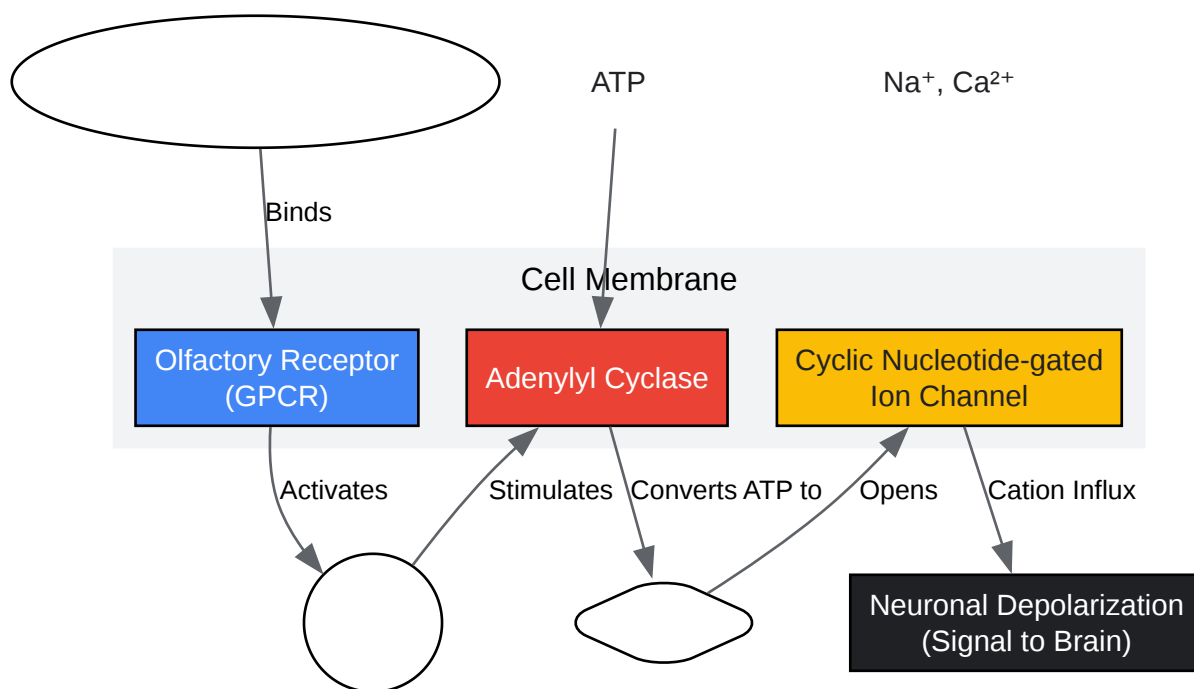 ATP
Na⁺, Ca²⁺
Binds
Cell Membrane
Olfactory Receptor
(GPCR)
Adenylyl Cyclase
Cyclic Nucleotide-gated
Ion Channel
Activates
Stimulates
Converts ATP to
Opens
Cation Influx
Neuronal Depolarization
(Signal to Brain)